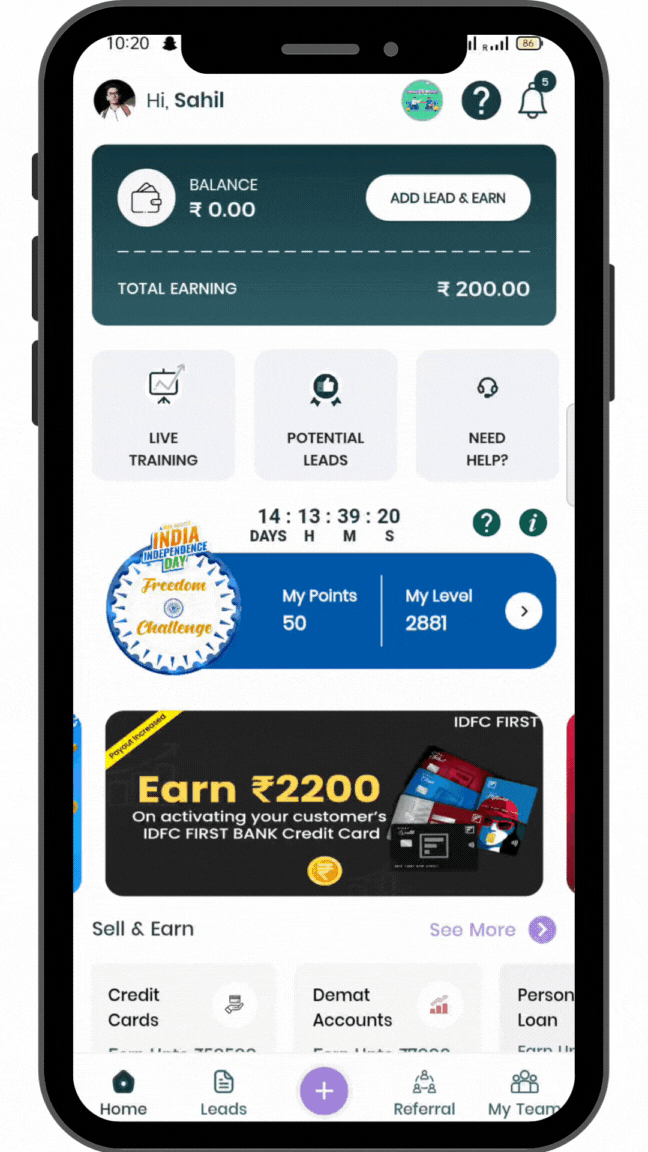 10:20
R
86
Hi, Sahil
?
5
BALANCE
₹ 0.00
ADD LEAD & EARN
TOTAL EARNING
₹ 200.00
LIVE
TRAINING
POTENTIAL
LEADS
NEED
HELP?
14 : 13 : 39 : 20
DAYS H M S
?
i
INDIA
INDEPENDENCE
DAY
Freedom
Challenge
My Points
50
My Level
2881
Payout Increased
IDFC FIRST
Earn ₹2200
On activating your customer's
IDFC FIRST BANK Credit Card
₹
Sell & Earn
See More
Credit
Cards
Demat
Accounts
Person
Loan
Home
Leads
+
Referral
My Team